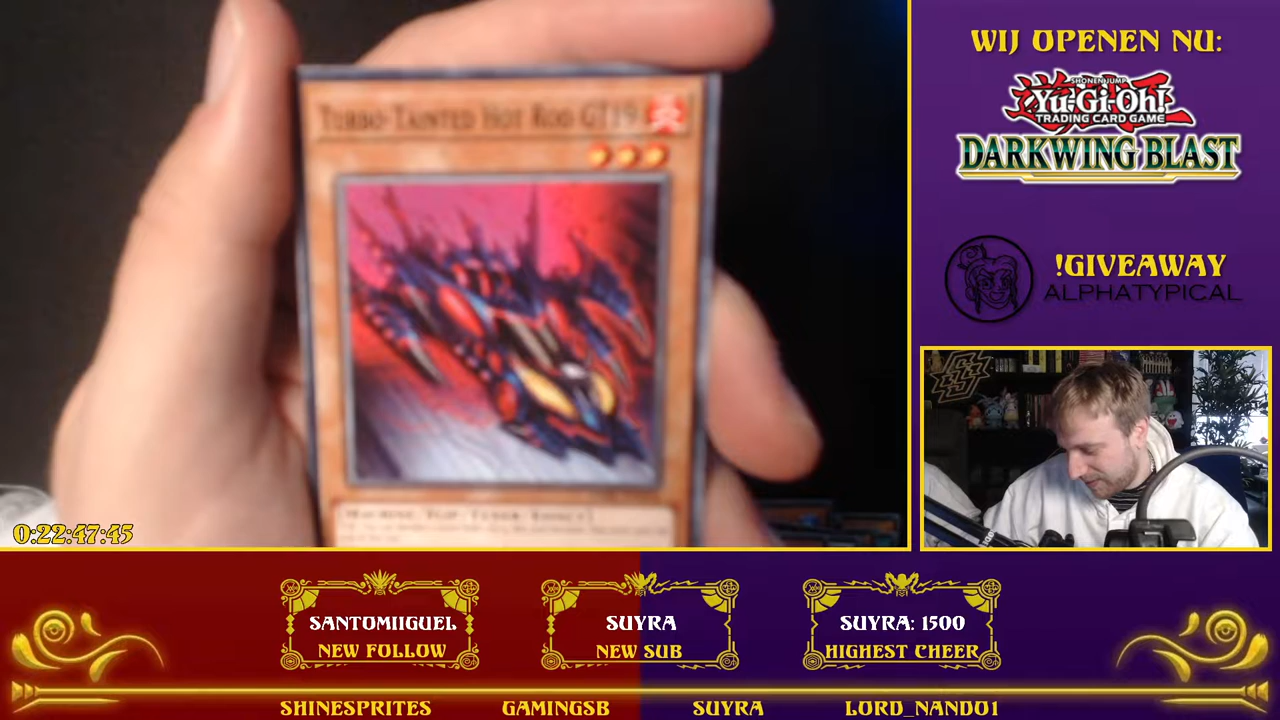 Turbo-Tainted Hot Rod GT19
0:22:47:45
WIJ OPENEN NU:
SHONEN JUMP
Yu-Gi-Oh!
TRADING CARD GAME
DARKWING BLAST
!GIVEAWAY
ALPHATYPICAL
SANTOMIIGUEL
NEW FOLLOW
SUYRA
NEW SUB
SUYRA: 1500
HIGHEST CHEER
SHINESPRITES
GAMINGSB
SUYRA
LORD_NANDO1